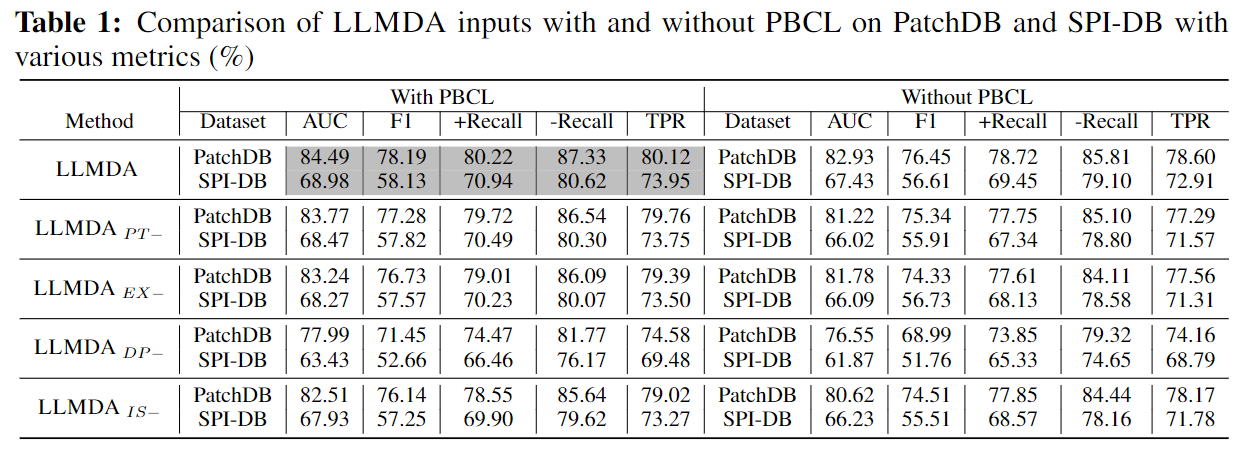 Table 1: Comparison of LLMDA inputs with and without PBCL on PatchDB and SPI-DB with
various metrics (%)
Method With PBCL Without PBCL
Dataset AUC F1 +Recall -Recall TPR Dataset AUC F1 +Recall -Recall TPR
LLMDA
PatchDB 84.49 78.19 80.22 87.33 80.12 PatchDB 82.93 76.45 78.72 85.81 78.60
SPI-DB 68.98 58.13 70.94 80.62 73.95 SPI-DB 67.43 56.61 69.45 79.10 72.91
LLMDA PT−
PatchDB 83.77 77.28 79.72 86.54 79.76 PatchDB 81.22 75.34 77.75 85.10 77.29
SPI-DB 68.47 57.82 70.49 80.30 73.75 SPI-DB 66.02 55.91 67.34 78.80 71.57
LLMDA EX−
PatchDB 83.24 76.73 79.01 86.09 79.39 PatchDB 81.78 74.33 77.61 84.11 77.56
SPI-DB 68.27 57.57 70.23 80.07 73.50 SPI-DB 66.09 56.73 68.13 78.58 71.31
LLMDA DP−
PatchDB 77.99 71.45 74.47 81.77 74.58 PatchDB 76.55 68.99 73.85 79.32 74.16
SPI-DB 63.43 52.66 66.46 76.17 69.48 SPI-DB 61.87 51.76 65.33 74.65 68.79
LLMDA IS−
PatchDB 82.51 76.14 78.55 85.64 79.02 PatchDB 80.62 74.51 77.85 84.44 78.17
SPI-DB 67.93 57.25 69.90 79.62 73.27 SPI-DB 66.23 55.51 68.57 78.16 71.78